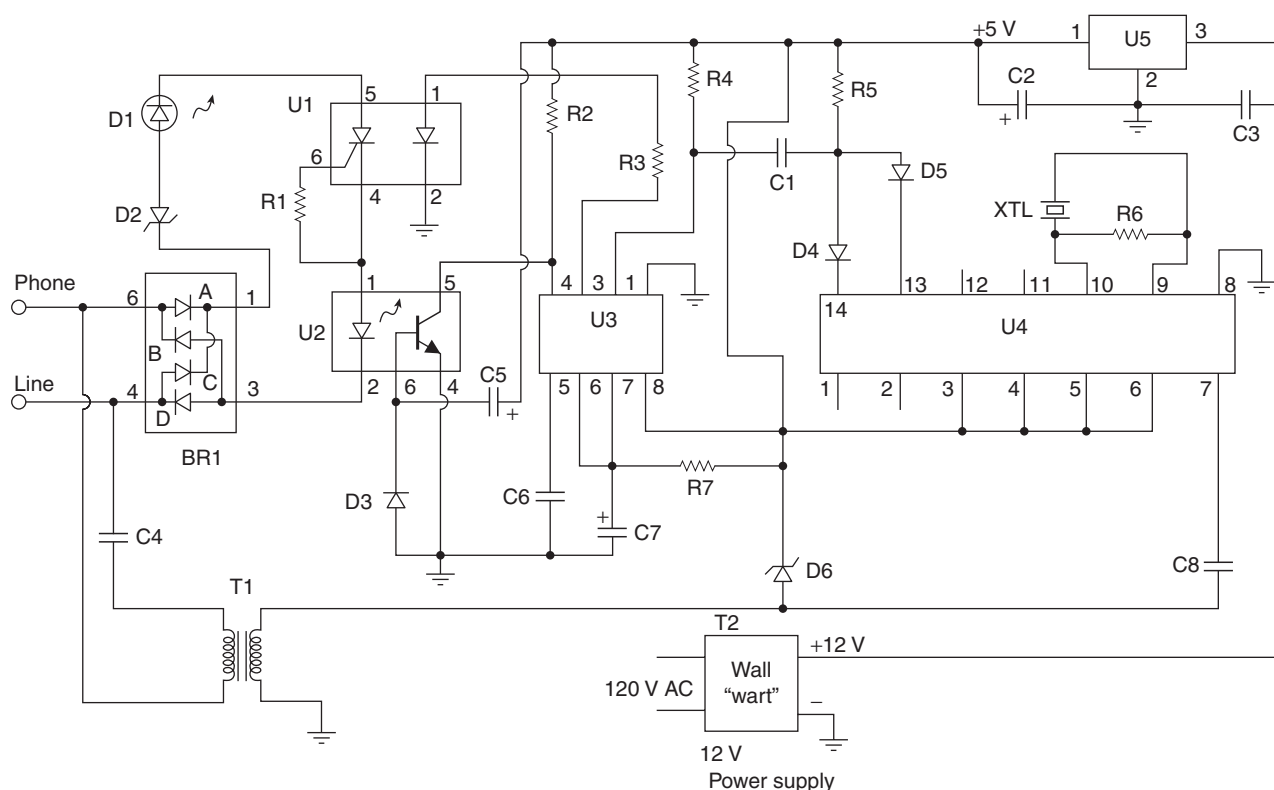 +5 V
1
U5
3
2
C2
+
C3
R4
R5
R2
R3
5
1
U1
6
4
2
D1
R1
D2
C1
D5
D4
XTL
R6
Phone
6
A
1
B
C
Line
4
D
3
BR1
1
5
U2
2
6
4
C5
+
4
3
1
U3
5
6
7
8
14
13
12
11
10
9
8
U4
1
2
3
4
5
6
7
R7
D3
C6
+
C7
C4
D6
C8
T1
T2
Wall
"wart"
+12 V
120 V AC
–
12 V
Power supply